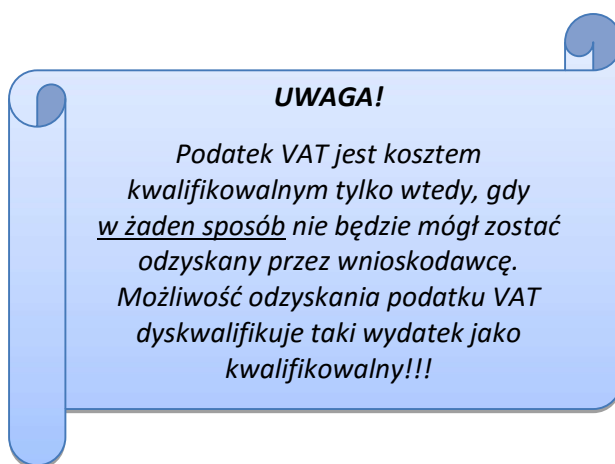 UWAGA!
Podatek VAT jest kosztem
kwalifikowalnym tylko wtedy, gdy
w żaden sposób nie będzie mógł zostać
odzyskany przez wnioskodawcę.
Możliwość odzyskania podatku VAT
dyskwalifikuje taki wydatek jako
kwalifikowalny!!!